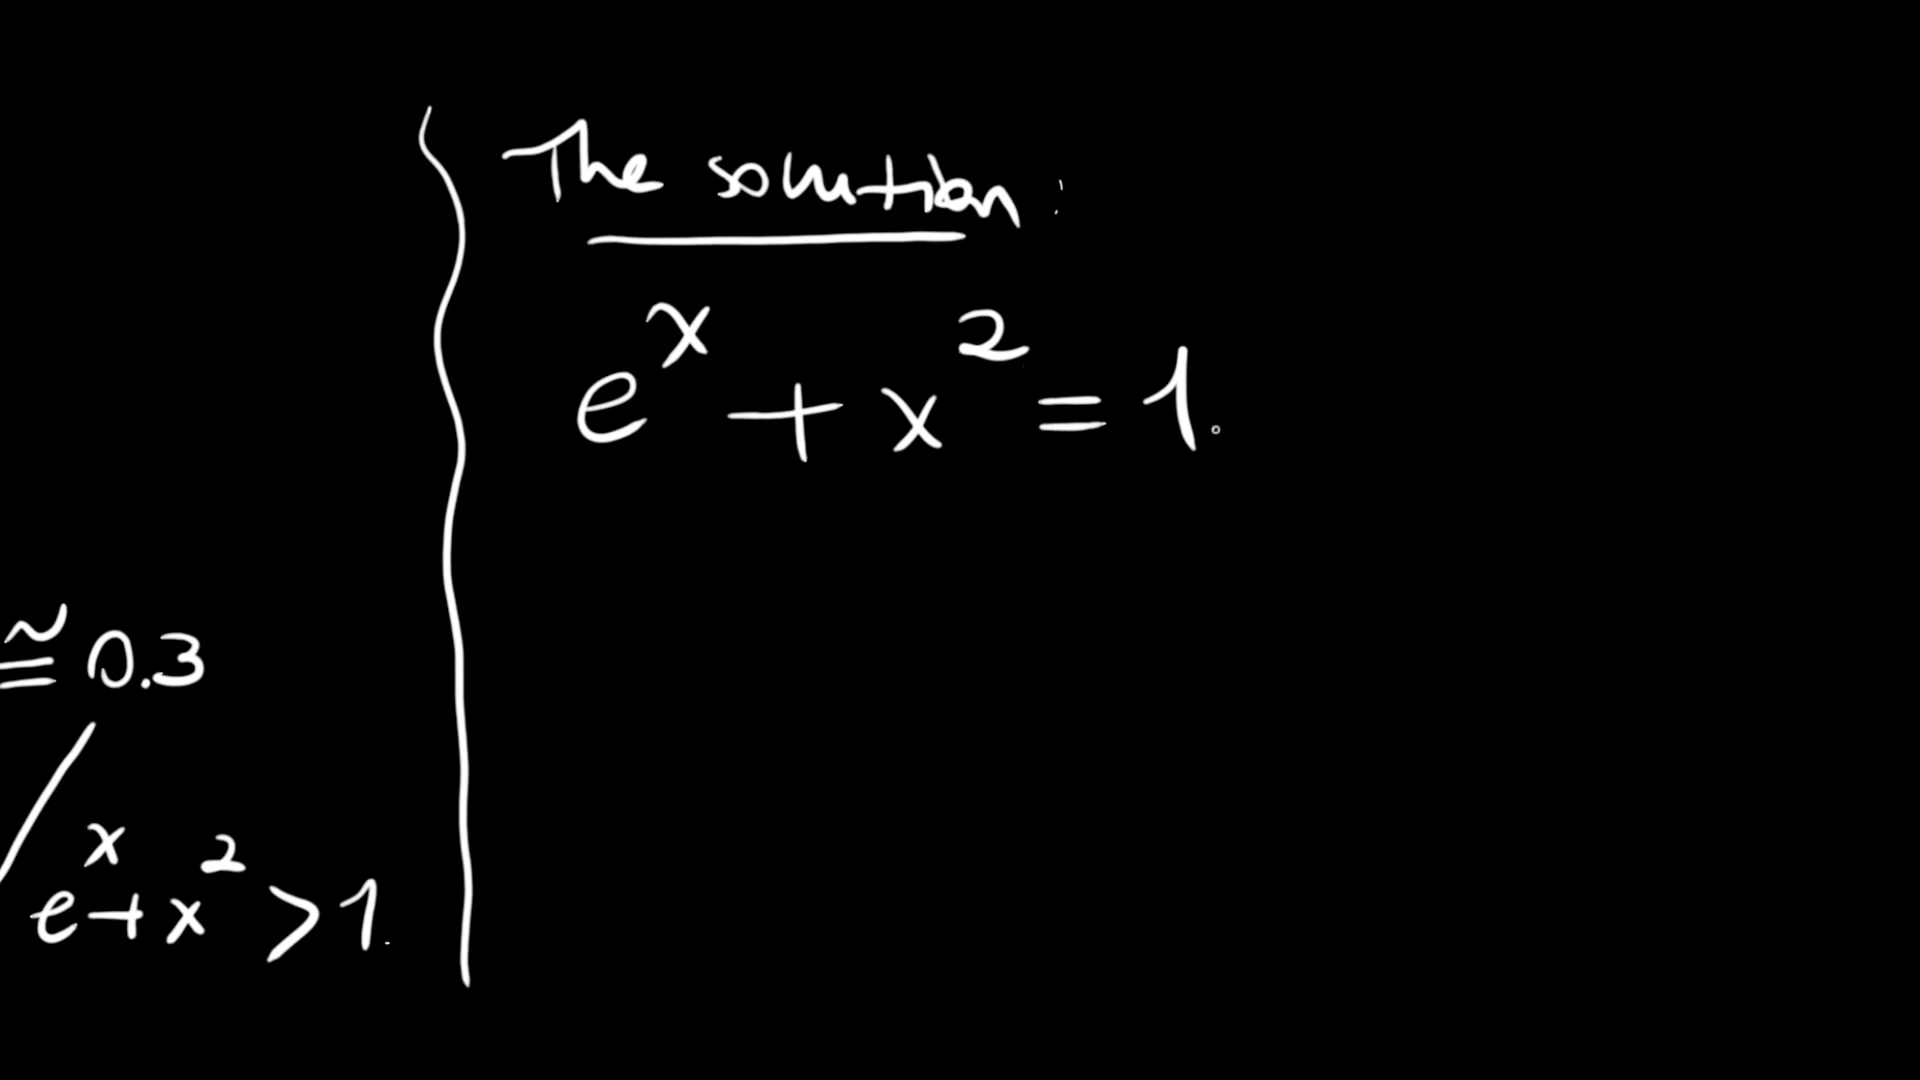 The solution:
e^x + x^2 = 1.
≅ 0.3
e^x + x^2 > 1.